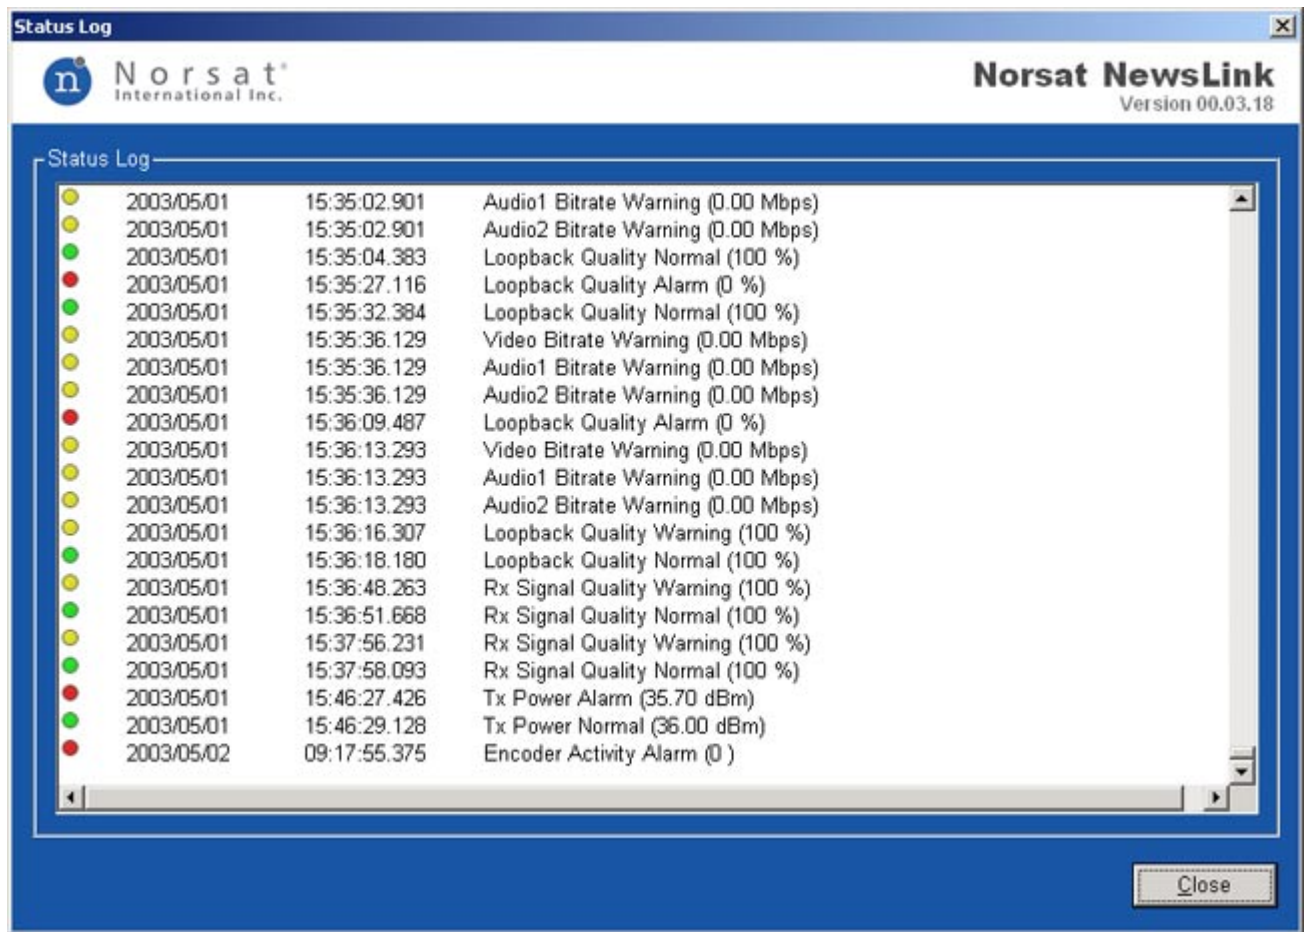 Status Log
n Norsat®
International Inc.
Norsat NewsLink
Version 00.03.18
Status Log
2003/05/01 15:35:02.901 Audio1 Bitrate Warning (0.00 Mbps)
2003/05/01 15:35:02.901 Audio2 Bitrate Warning (0.00 Mbps)
2003/05/01 15:35:04.383 Loopback Quality Normal (100 %)
2003/05/01 15:35:27.116 Loopback Quality Alarm (0 %)
2003/05/01 15:35:32.384 Loopback Quality Normal (100 %)
2003/05/01 15:35:36.129 Video Bitrate Warning (0.00 Mbps)
2003/05/01 15:35:36.129 Audio1 Bitrate Warning (0.00 Mbps)
2003/05/01 15:35:36.129 Audio2 Bitrate Warning (0.00 Mbps)
2003/05/01 15:36:09.487 Loopback Quality Alarm (0 %)
2003/05/01 15:36:13.293 Video Bitrate Warning (0.00 Mbps)
2003/05/01 15:36:13.293 Audio1 Bitrate Warning (0.00 Mbps)
2003/05/01 15:36:13.293 Audio2 Bitrate Warning (0.00 Mbps)
2003/05/01 15:36:16.307 Loopback Quality Warning (100 %)
2003/05/01 15:36:18.180 Loopback Quality Normal (100 %)
2003/05/01 15:36:48.263 Rx Signal Quality Warning (100 %)
2003/05/01 15:36:51.668 Rx Signal Quality Normal (100 %)
2003/05/01 15:37:56.231 Rx Signal Quality Warning (100 %)
2003/05/01 15:37:58.093 Rx Signal Quality Normal (100 %)
2003/05/01 15:46:27.426 Tx Power Alarm (35.70 dBm)
2003/05/01 15:46:29.128 Tx Power Normal (36.00 dBm)
2003/05/02 09:17:55.375 Encoder Activity Alarm (0 )
Close